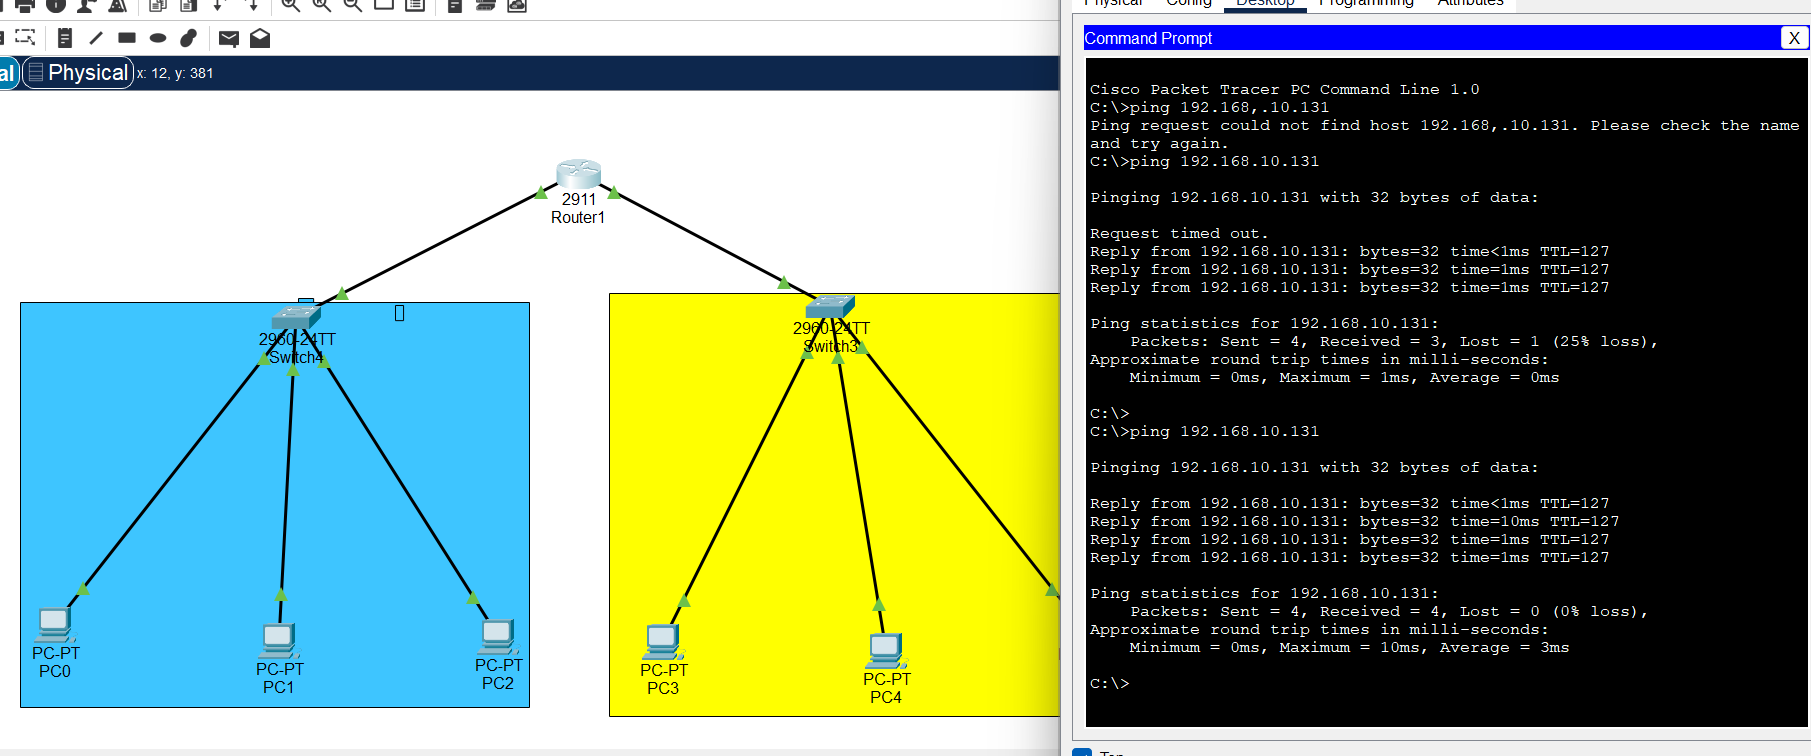 Physical Config Desktop Programming Attributes
Command Prompt
X
al Physical x: 12, y: 381
2911
Router1
2960-24TT
Switch4
2960-24TT
Switch3
PC-PT
PC0
PC-PT
PC1
PC-PT
PC2
PC-PT
PC3
PC-PT
PC4
Cisco Packet Tracer PC Command Line 1.0
C:\>ping 192.168,.10.131
Ping request could not find host 192.168,.10.131. Please check the name
and try again.
C:\>ping 192.168.10.131
Pinging 192.168.10.131 with 32 bytes of data:
Request timed out.
Reply from 192.168.10.131: bytes=32 time<1ms TTL=127
Reply from 192.168.10.131: bytes=32 time=1ms TTL=127
Reply from 192.168.10.131: bytes=32 time=1ms TTL=127
Ping statistics for 192.168.10.131:
Packets: Sent = 4, Received = 3, Lost = 1 (25% loss),
Approximate round trip times in milli-seconds:
Minimum = 0ms, Maximum = 1ms, Average = 0ms
C:\>
C:\>ping 192.168.10.131
Pinging 192.168.10.131 with 32 bytes of data:
Reply from 192.168.10.131: bytes=32 time<1ms TTL=127
Reply from 192.168.10.131: bytes=32 time=10ms TTL=127
Reply from 192.168.10.131: bytes=32 time=1ms TTL=127
Reply from 192.168.10.131: bytes=32 time=1ms TTL=127
Ping statistics for 192.168.10.131:
Packets: Sent = 4, Received = 4, Lost = 0 (0% loss),
Approximate round trip times in milli-seconds:
Minimum = 0ms, Maximum = 10ms, Average = 3ms
C:\>